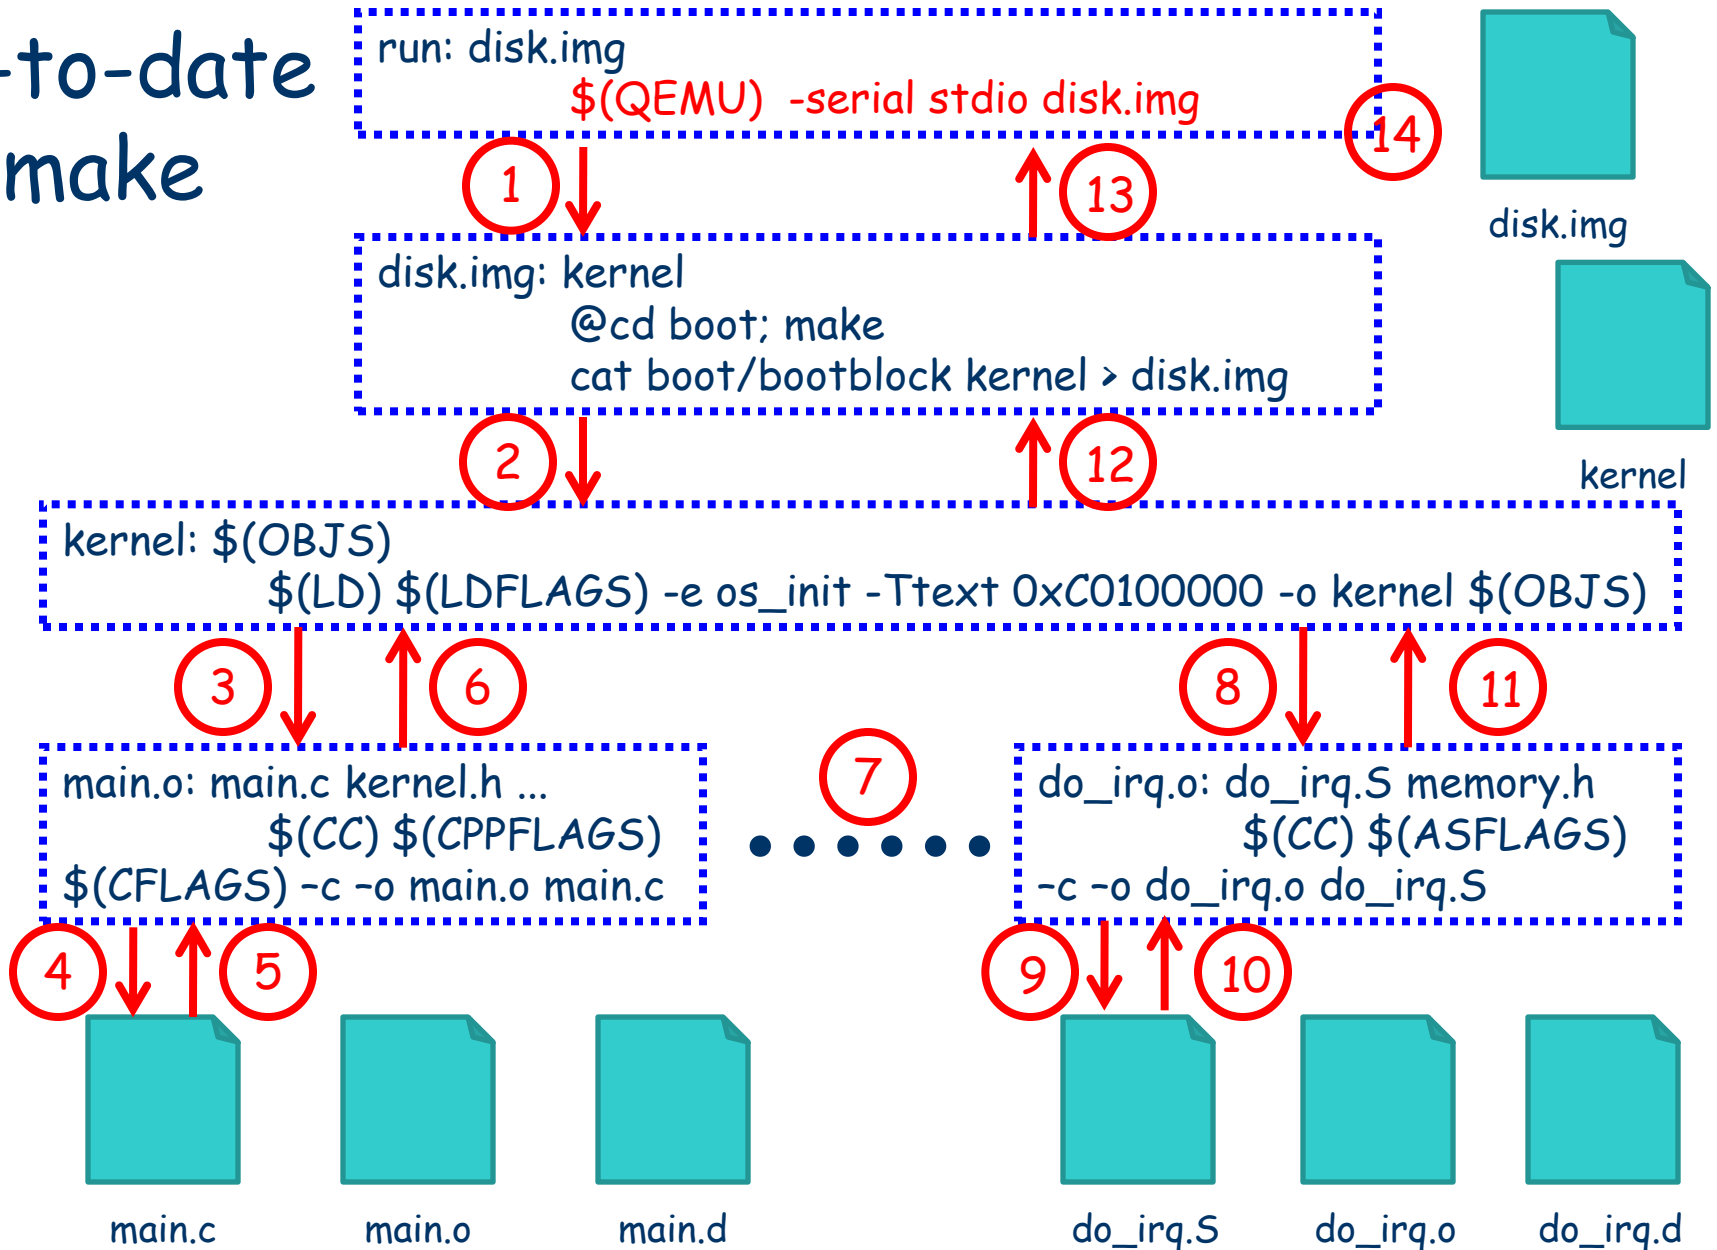 -to-date
make
run: disk.img
$(QEMU) -serial stdio disk.img
14
disk.img
1
13
disk.img: kernel
@cd boot; make
cat boot/bootblock kernel > disk.img
kernel
2
12
kernel: $(OBJS)
$(LD) $(LDFLAGS) -e os_init -Ttext 0xC0100000 -o kernel $(OBJS)
3
6
8
11
7
main.o: main.c kernel.h ...
$(CC) $(CPPFLAGS)
$(CFLAGS) -c -o main.o main.c
do_irq.o: do_irq.S memory.h
$(CC) $(ASFLAGS)
-c -o do_irq.o do_irq.S
4
5
9
10
main.c
main.o
main.d
do_irq.S
do_irq.o
do_irq.d